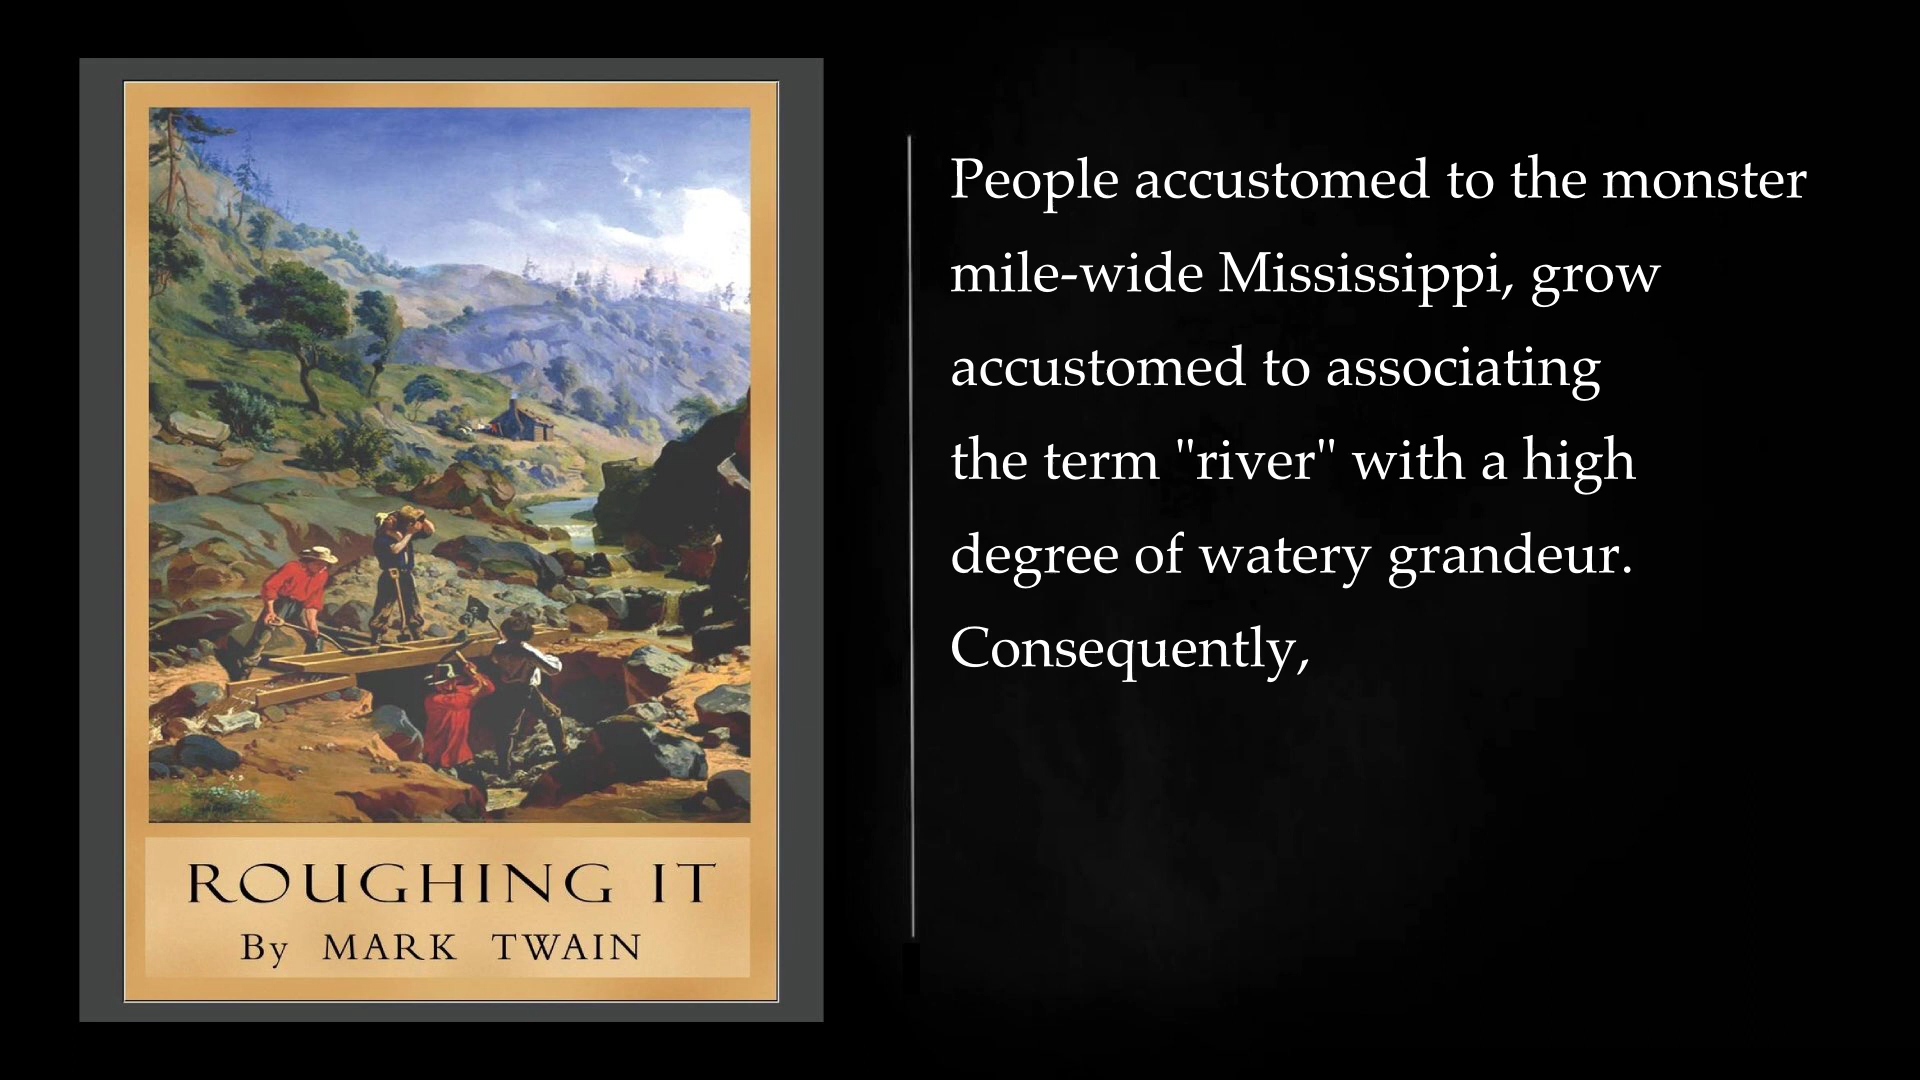 ROUGHING IT
By MARK TWAIN
People accustomed to the monster
mile-wide Mississippi, grow
accustomed to associating
the term "river" with a high
degree of watery grandeur.
Consequently,